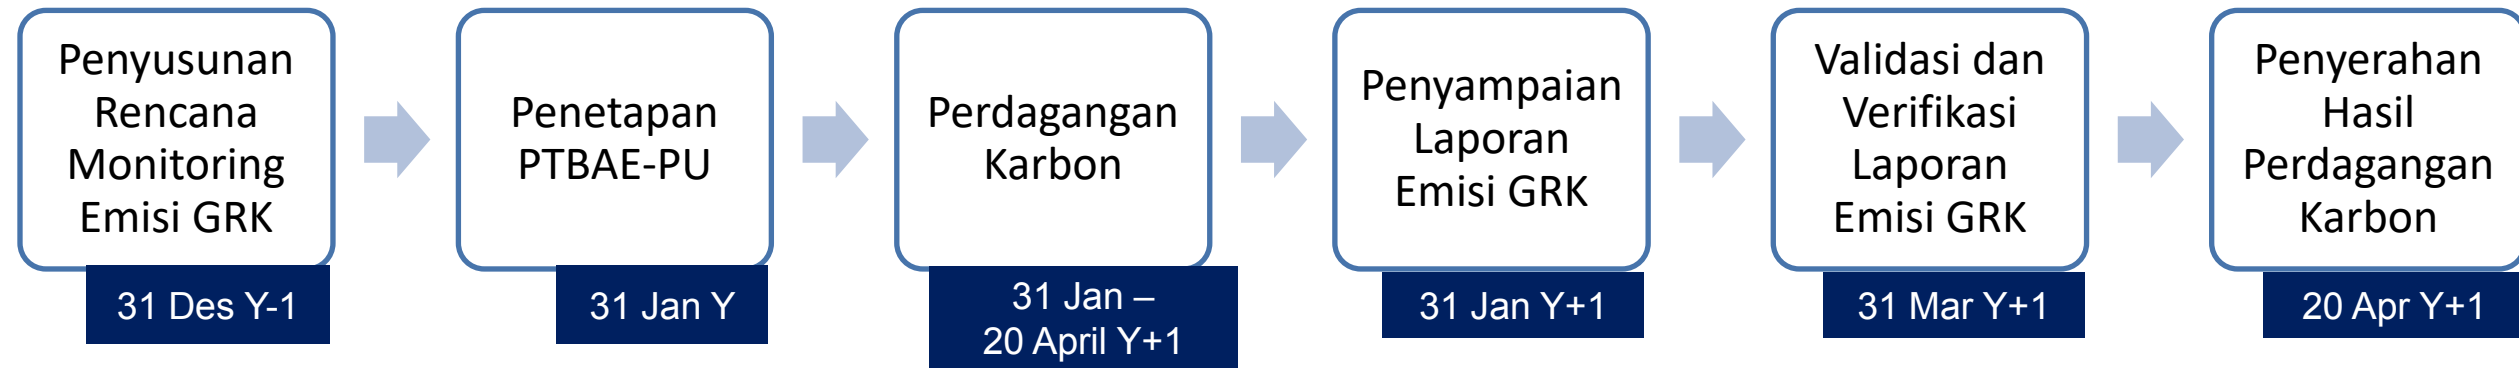 Penyusunan
Rencana
Monitoring
Emisi GRK
31 Des Y-1
Penetapan
PTBAE-PU
31 Jan Y
Perdagangan
Karbon
31 Jan –
20 April Y+1
Penyampaian
Laporan
Emisi GRK
31 Jan Y+1
Validasi dan
Verifikasi
Laporan
Emisi GRK
31 Mar Y+1
Penyerahan
Hasil
Perdagangan
Karbon
20 Apr Y+1